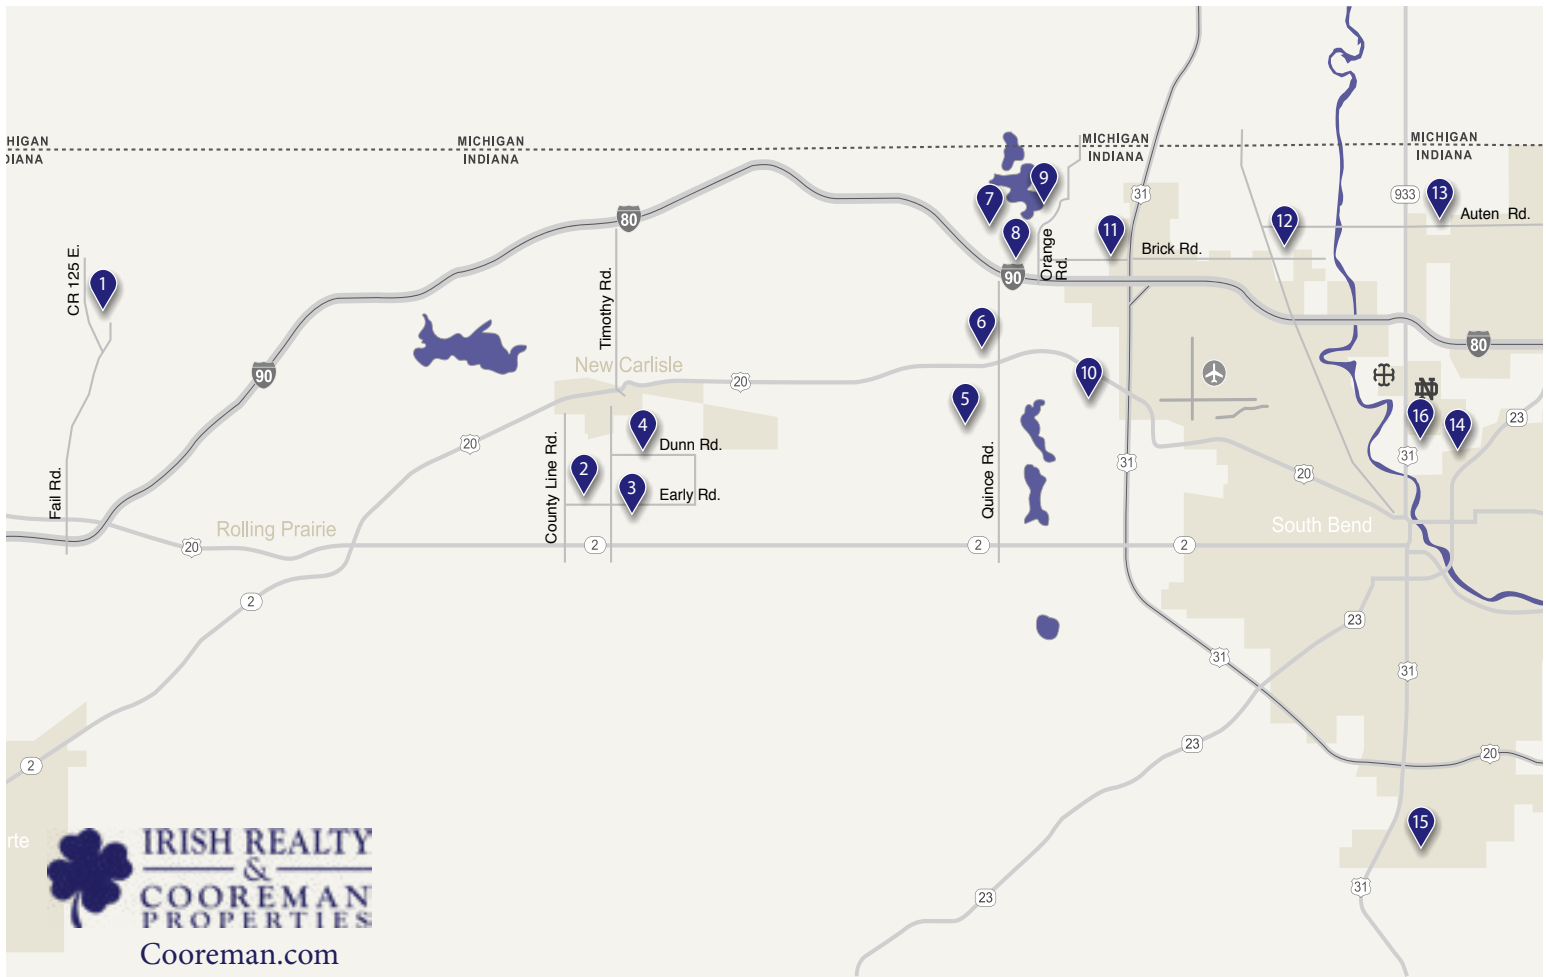 HIGAN
DIANA
MICHIGAN
INDIANA
MICHIGAN
INDIANA
MICHIGAN
INDIANA
31
933
13
9
7
12
Auten Rd.
80
11
8
Brick Rd.
Orange
Rd.
CR 125 E.
1
90
Timothy Rd.
6
80
New Carlisle
90
20
10
5
16
14
23
4
Dunn Rd.
20
County Line Rd.
2
3
Early Rd.
Quince Rd.
31
31
20
Fail Rd.
Rolling Prairie
South Bend
20
2
2
2
2
23
31
31
23
20
2
15
rte
31
23
IRISH REALTY
&
COOREMAN
PROPERTIES
Cooreman.com